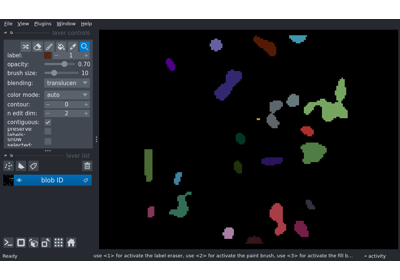 File View Plugins Window Help
layer controls
label: 1
opacity: 0.70
brush size: 10
blending: translucen
color mode: auto
contour: 0
n edit dim: 2
contiguous:
preserve labels:
show selected:
layer list
blob ID
Ready use <1> for activate the label eraser, use <2> for activate the paint brush, use <3> for activate the fill b... activity